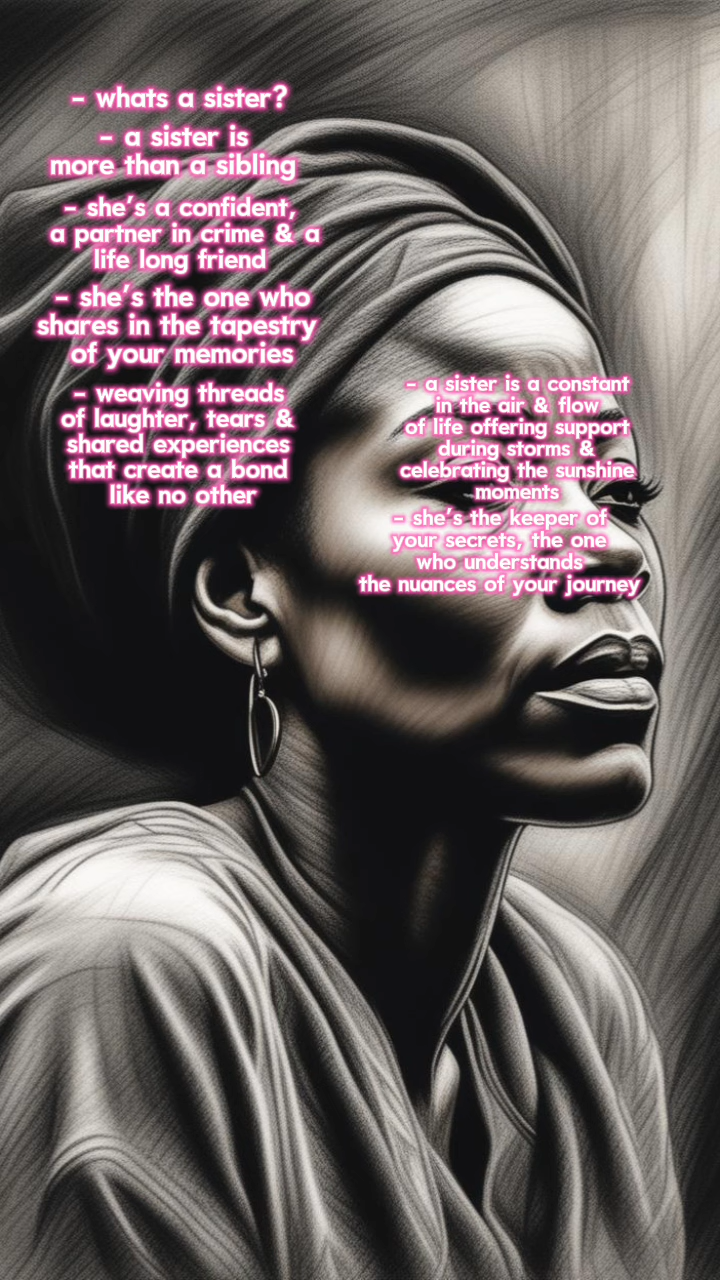 - whats a sister?
- a sister is
more than a sibling
- she's a confident,
a partner in crime & a
life long friend
- she's the one who
shares in the tapestry
of your memories
- weaving threads
of laughter, tears &
shared experiences
that create a bond
like no other
- a sister is a constant
in the air & flow
of life offering support
during storms &
celebrating the sunshine
moments
- she's the keeper of
your secrets, the one
who understands
the nuances of your journey